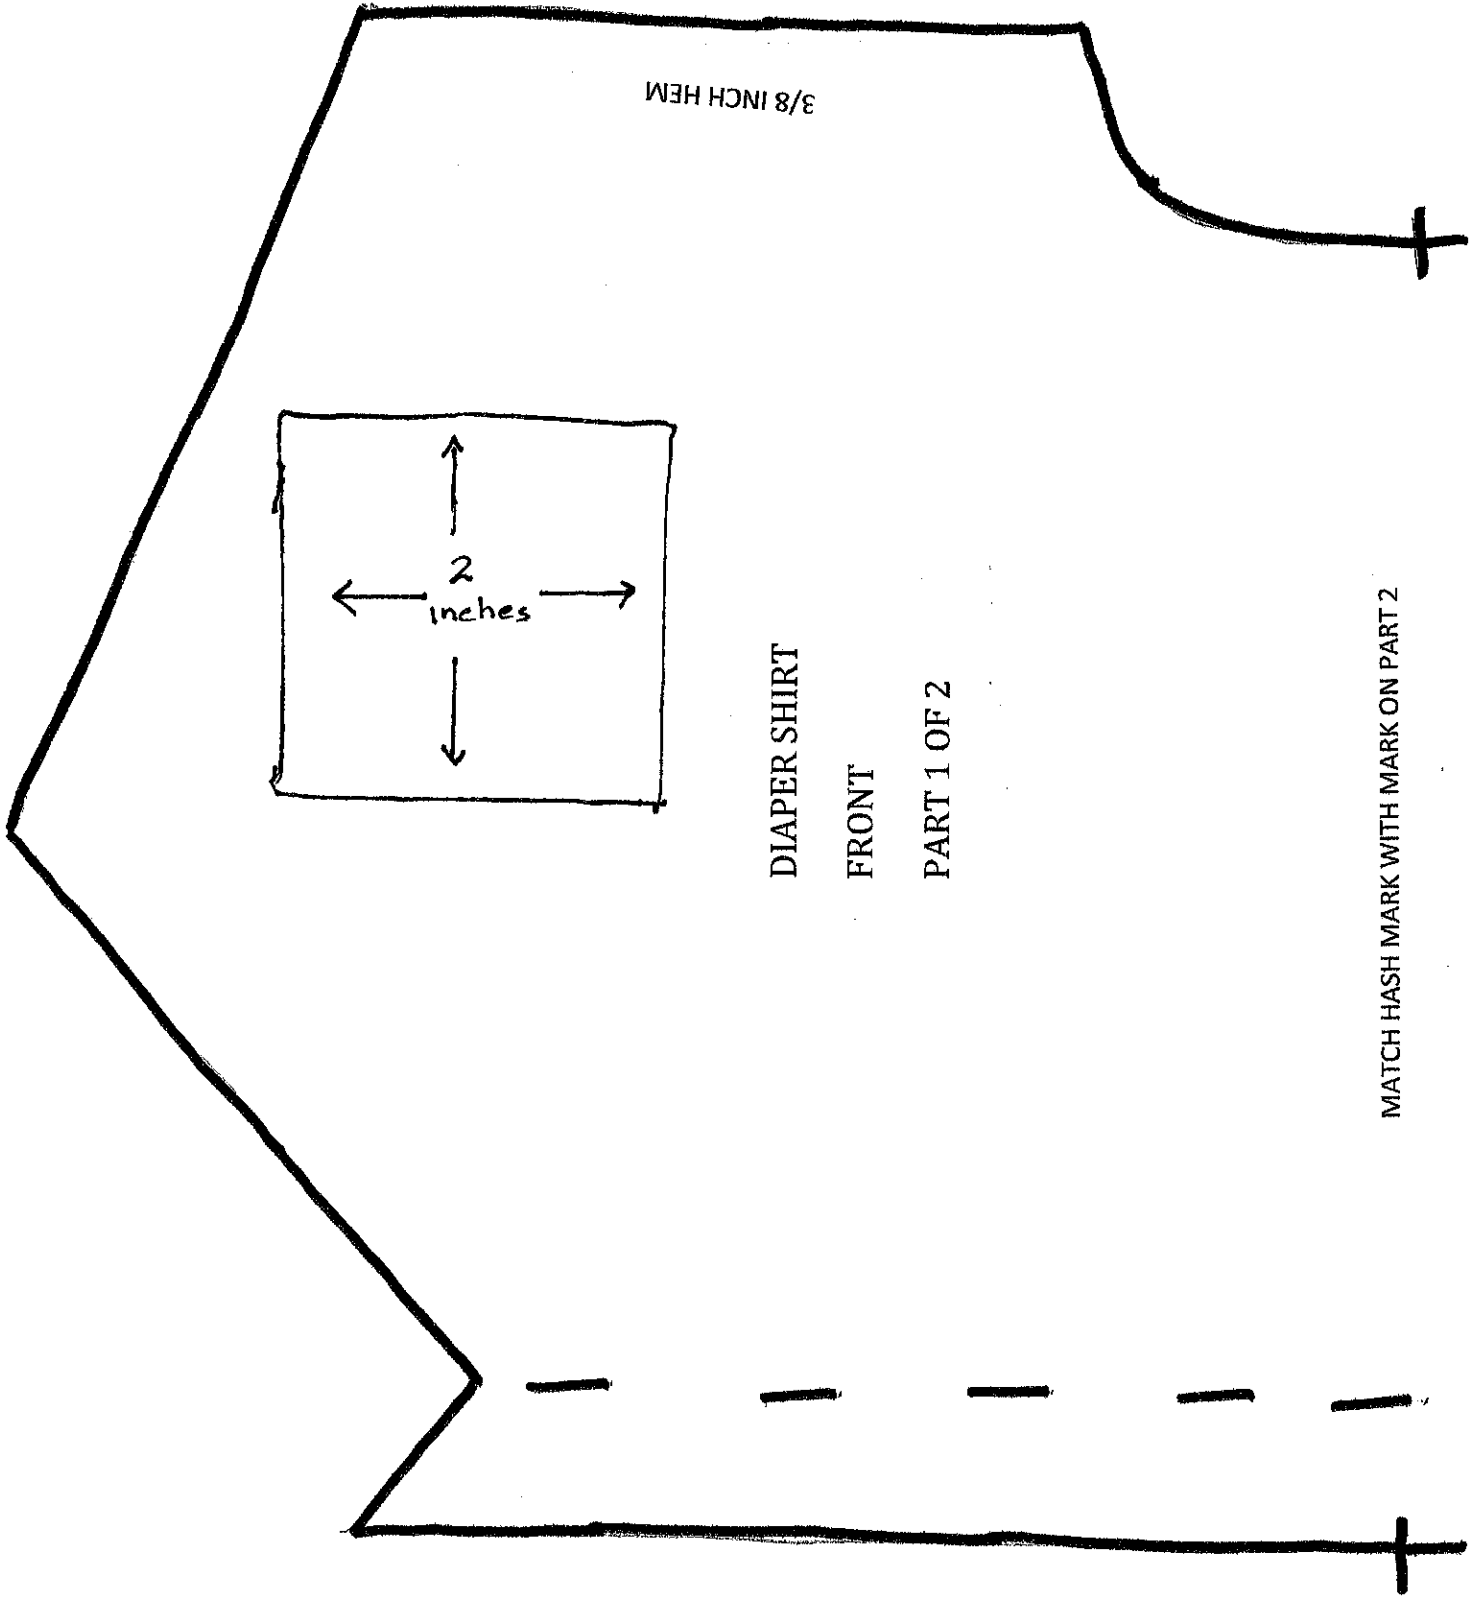 3/8 INCH HEM
2
inches
DIAPER SHIRT
FRONT
PART 1 OF 2
MATCH HASH MARK WITH MARK ON PART 2